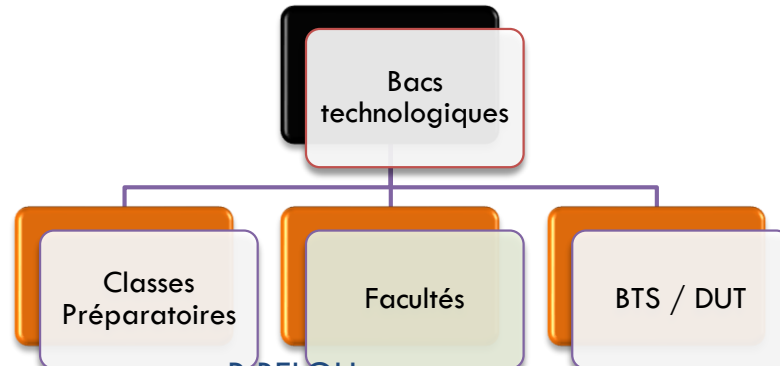 Bacs
technologiques
Classes
Préparatoires
Facultés
BTS / DUT